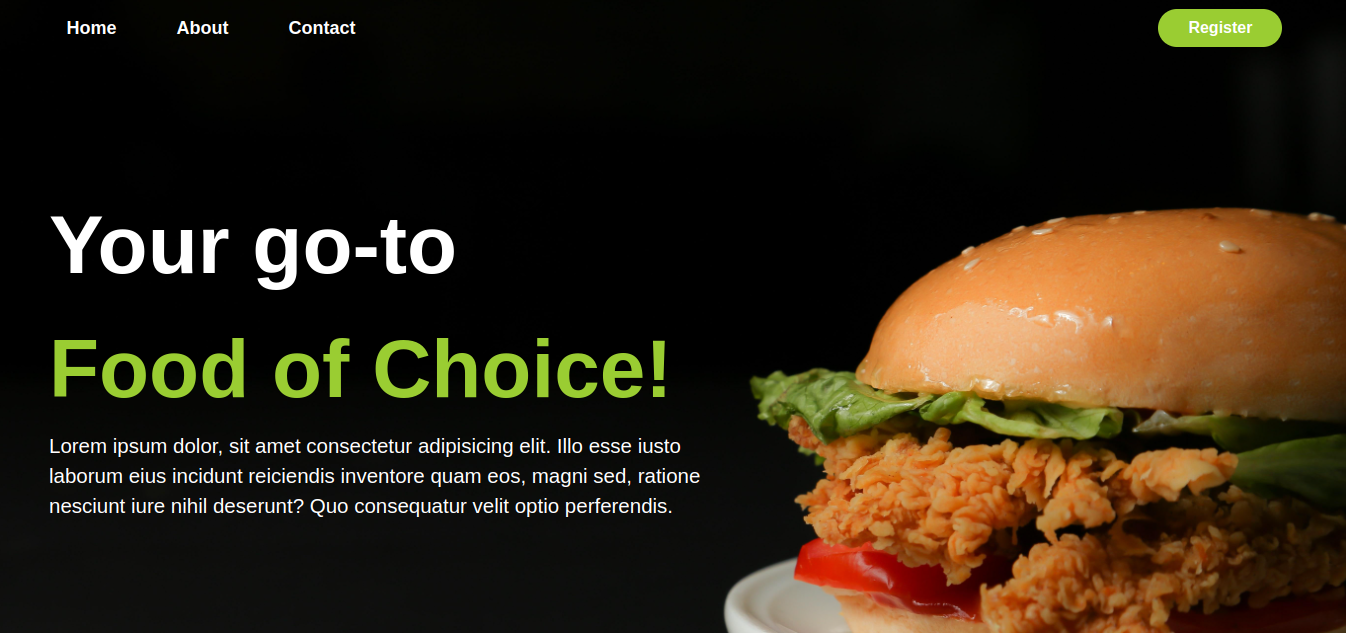 Home About Contact Register
Your go-to
Food of Choice!
Lorem ipsum dolor, sit amet consectetur adipisicing elit. Illo esse iusto
laborum eius incidunt reiciendis inventore quam eos, magni sed, ratione
nesciunt iure nihil deserunt? Quo consequatur velit optio perferendis.